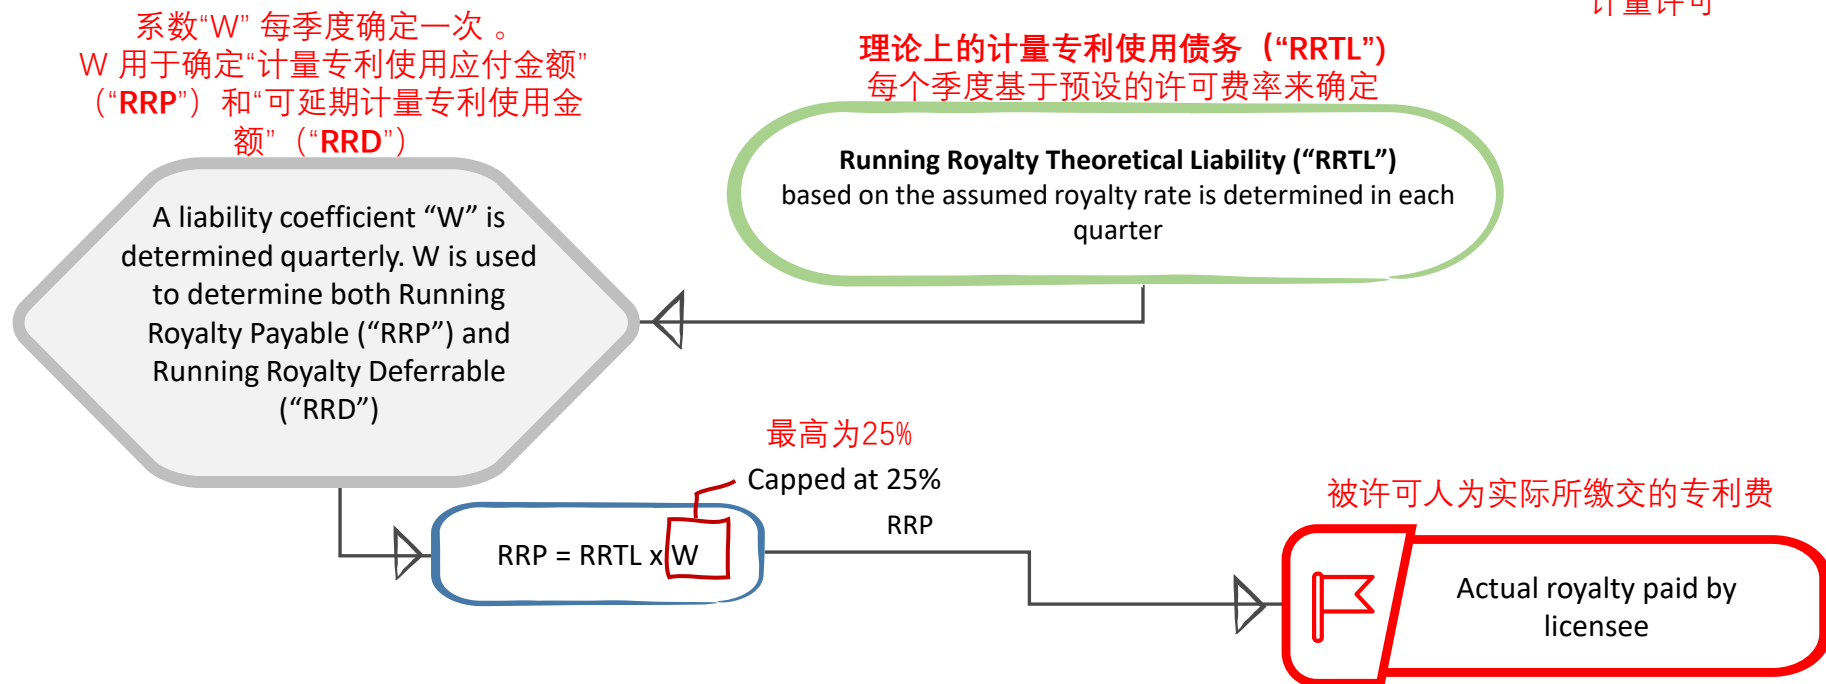 计量许可
系数“W” 每季度确定一次 。
W 用于确定“计量专利使用应付金额”
（“RRP”）和“可延期计量专利使用金
额”（“RRD”）
理论上的计量专利使用债务（“RRTL”)
每个季度基于预设的许可费率来确定
Running Royalty Theoretical Liability (“RRTL”)
based on the assumed royalty rate is determined in each
quarter
A liability coefficient “W” is
determined quarterly. W is used
to determine both Running
Royalty Payable (“RRP”) and
Running Royalty Deferrable
(“RRD”)
最高为25%
Capped at 25%
RRP = RRTL x W
RRP
被许可人为实际所缴交的专利费
Actual royalty paid by
licensee